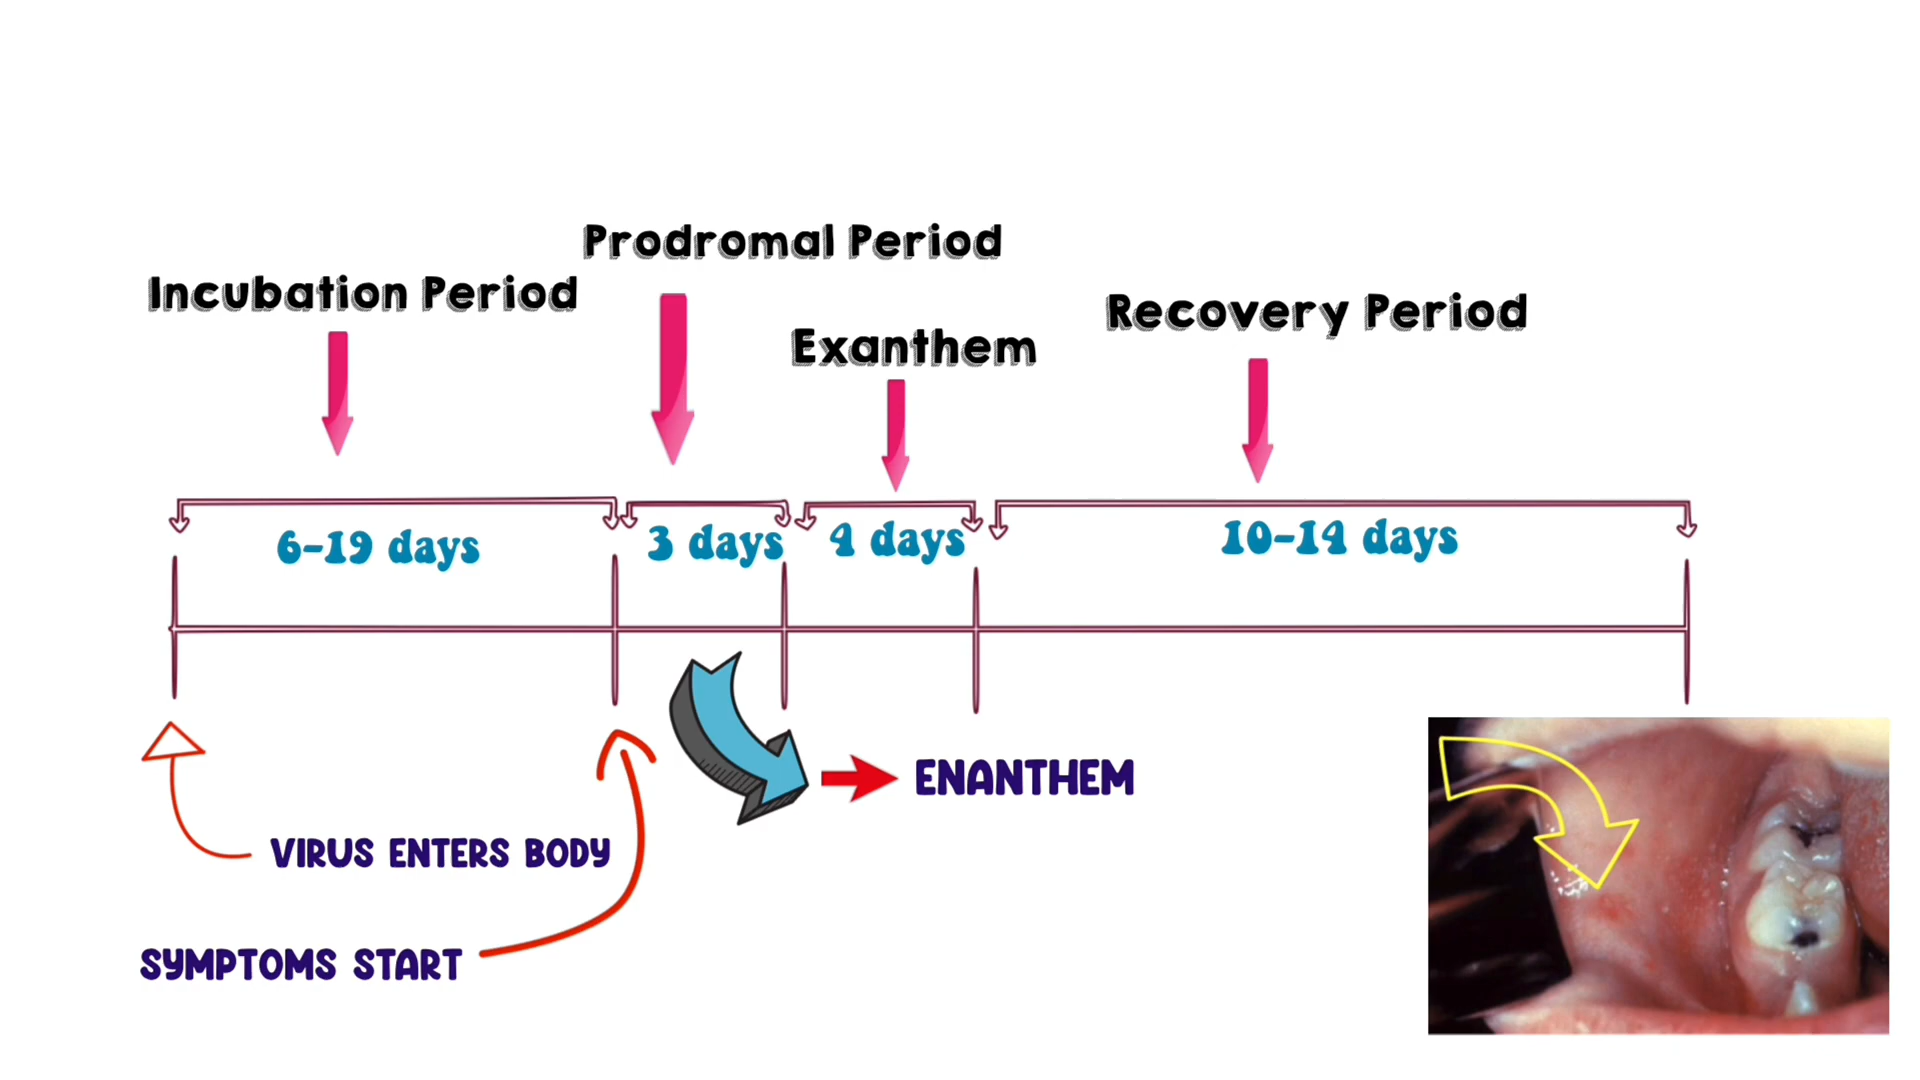 Prodromal Period
Incubation Period
Recovery Period
Exanthem
6-19 days
3 days
4 days
10-14 days
ENANTHEM
VIRUS ENTERS BODY
SYMPTOMS START